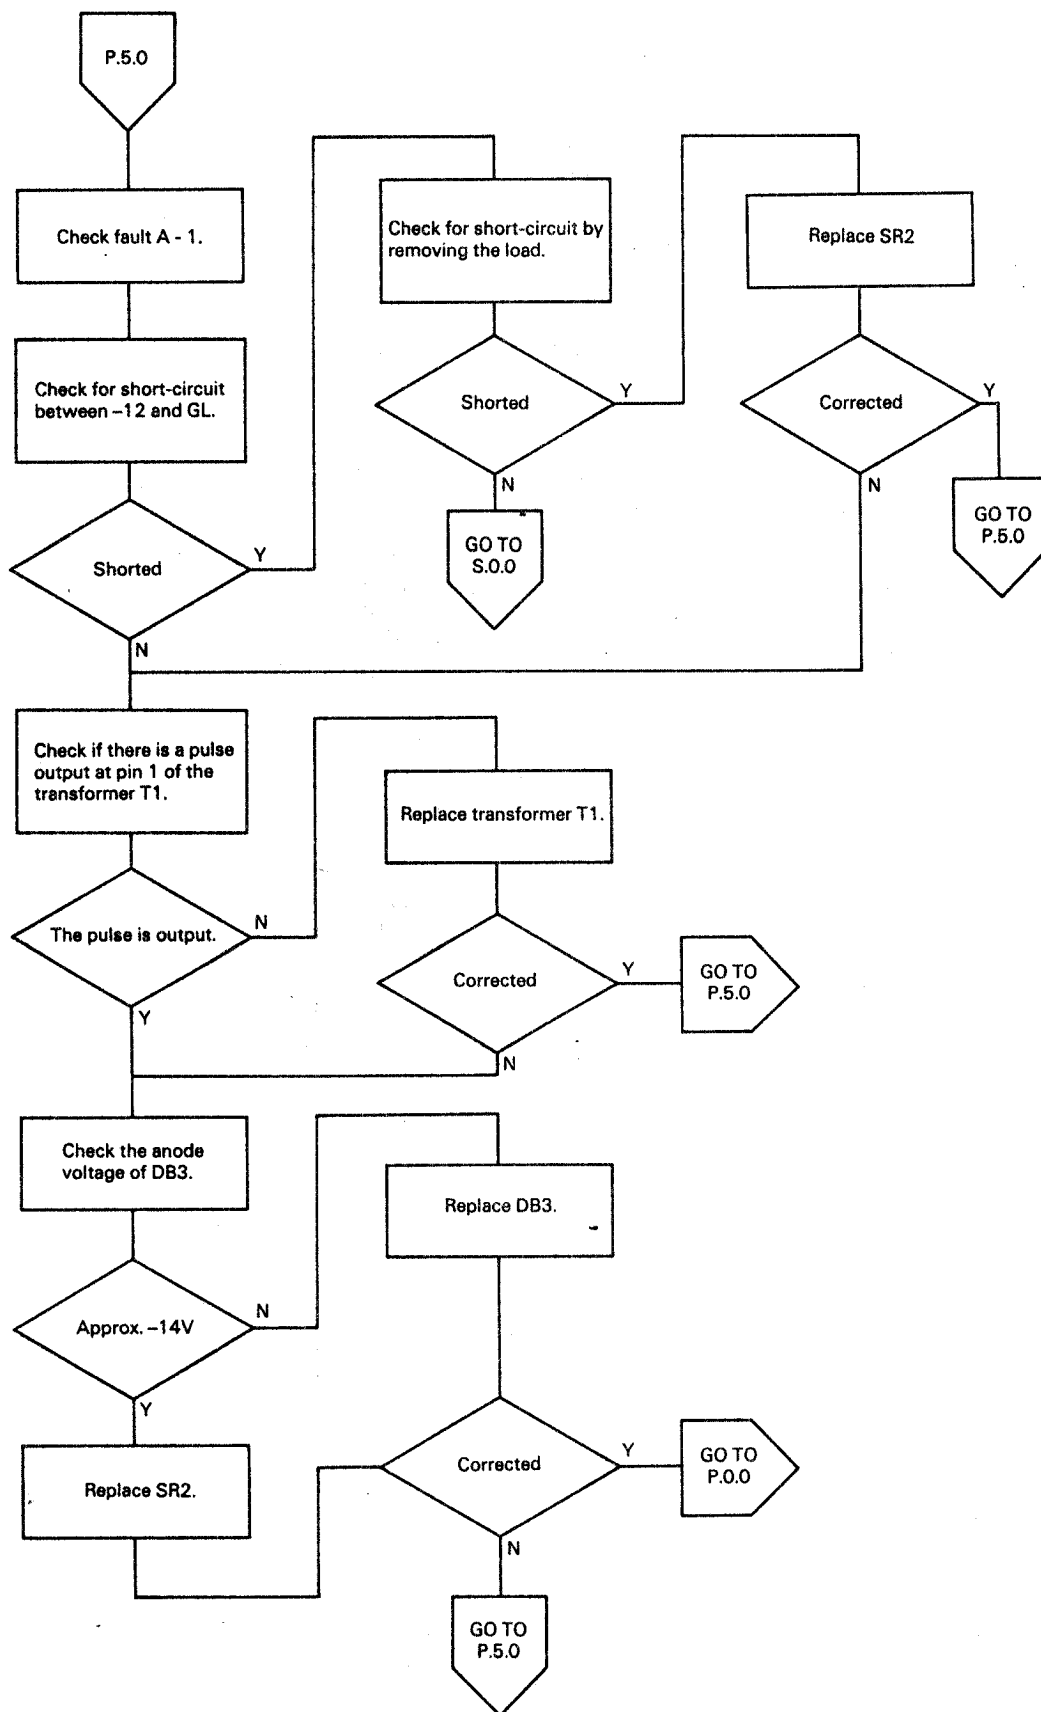 P.5.0
Check fault A - 1.
Check for short-circuit
between –12 and GL.
Shorted
Y
N
Check for short-circuit by
removing the load.
Shorted
Y
N
GO TO
S.0.0
Replace SR2
Corrected
Y
N
GO TO
P.5.0
Check if there is a pulse
output at pin 1 of the
transformer T1.
The pulse is output.
N
Y
Replace transformer T1.
Corrected
Y
N
GO TO
P.5.0
Check the anode
voltage of DB3.
Approx. –14V
N
Y
Replace SR2.
Replace DB3.
Corrected
Y
N
GO TO
P.0.0
GO TO
P.5.0